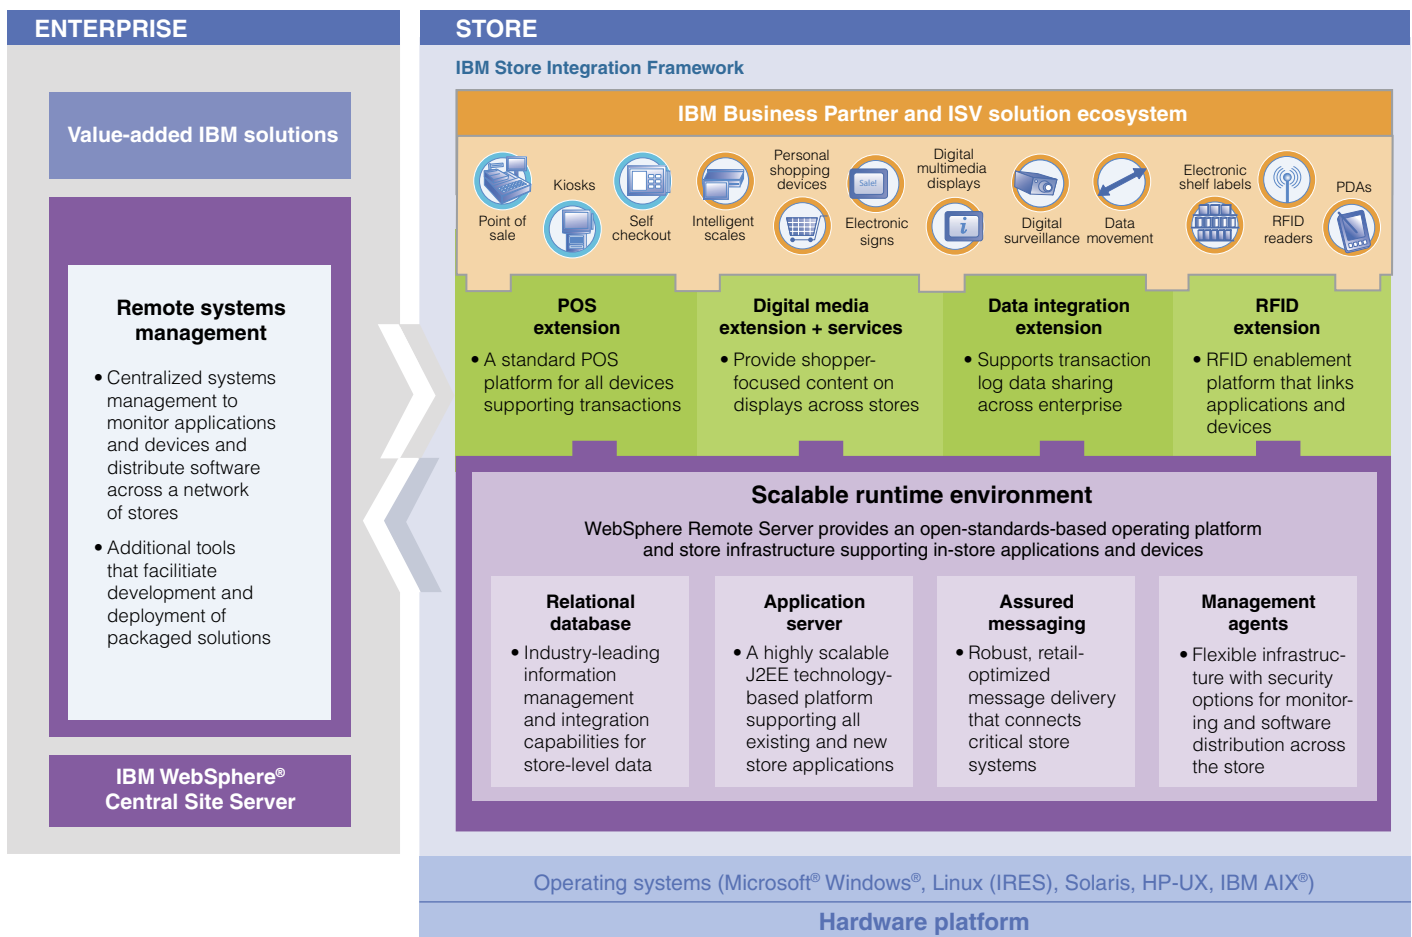 ENTERPRISE
Value-added IBM solutions
Remote systems
management
• Centralized systems
management to
monitor applications
and devices and
distribute software
across a network
of stores
• Additional tools
that facilitiate
development and
deployment of
packaged solutions
IBM WebSphere®
Central Site Server
STORE
IBM Store Integration Framework
IBM Business Partner and ISV solution ecosystem
Point of
sale
Kiosks
Self
checkout
Intelligent
scales
Personal
shopping
devices
Sale!
Electronic
signs
Digital
multimedia
displays
i
Digital
surveillance
Data
movement
Electronic
shelf labels
RFID
readers
PDAs
POS
extension
• A standard POS
platform for all devices
supporting transactions
Digital media
extension + services
• Provide shopper-
focused content on
displays across stores
Data integration
extension
• Supports transaction
log data sharing
across enterprise
RFID
extension
• RFID enablement
platform that links
applications and
devices
Scalable runtime environment
WebSphere Remote Server provides an open-standards-based operating platform
and store infrastructure supporting in-store applications and devices
Relational
database
• Industry-leading
information
management
and integration
capabilities for
store-level data
Application
server
• A highly scalable
J2EE technology-
based platform
supporting all
existing and new
store applications
Assured
messaging
• Robust, retail-
optimized
message delivery
that connects
critical store
systems
Management
agents
• Flexible infrastruc-
ture with security
options for monitor-
ing and software
distribution across
the store
Operating systems (Microsoft® Windows®, Linux (IRES), Solaris, HP-UX, IBM AIX®)
Hardware platform